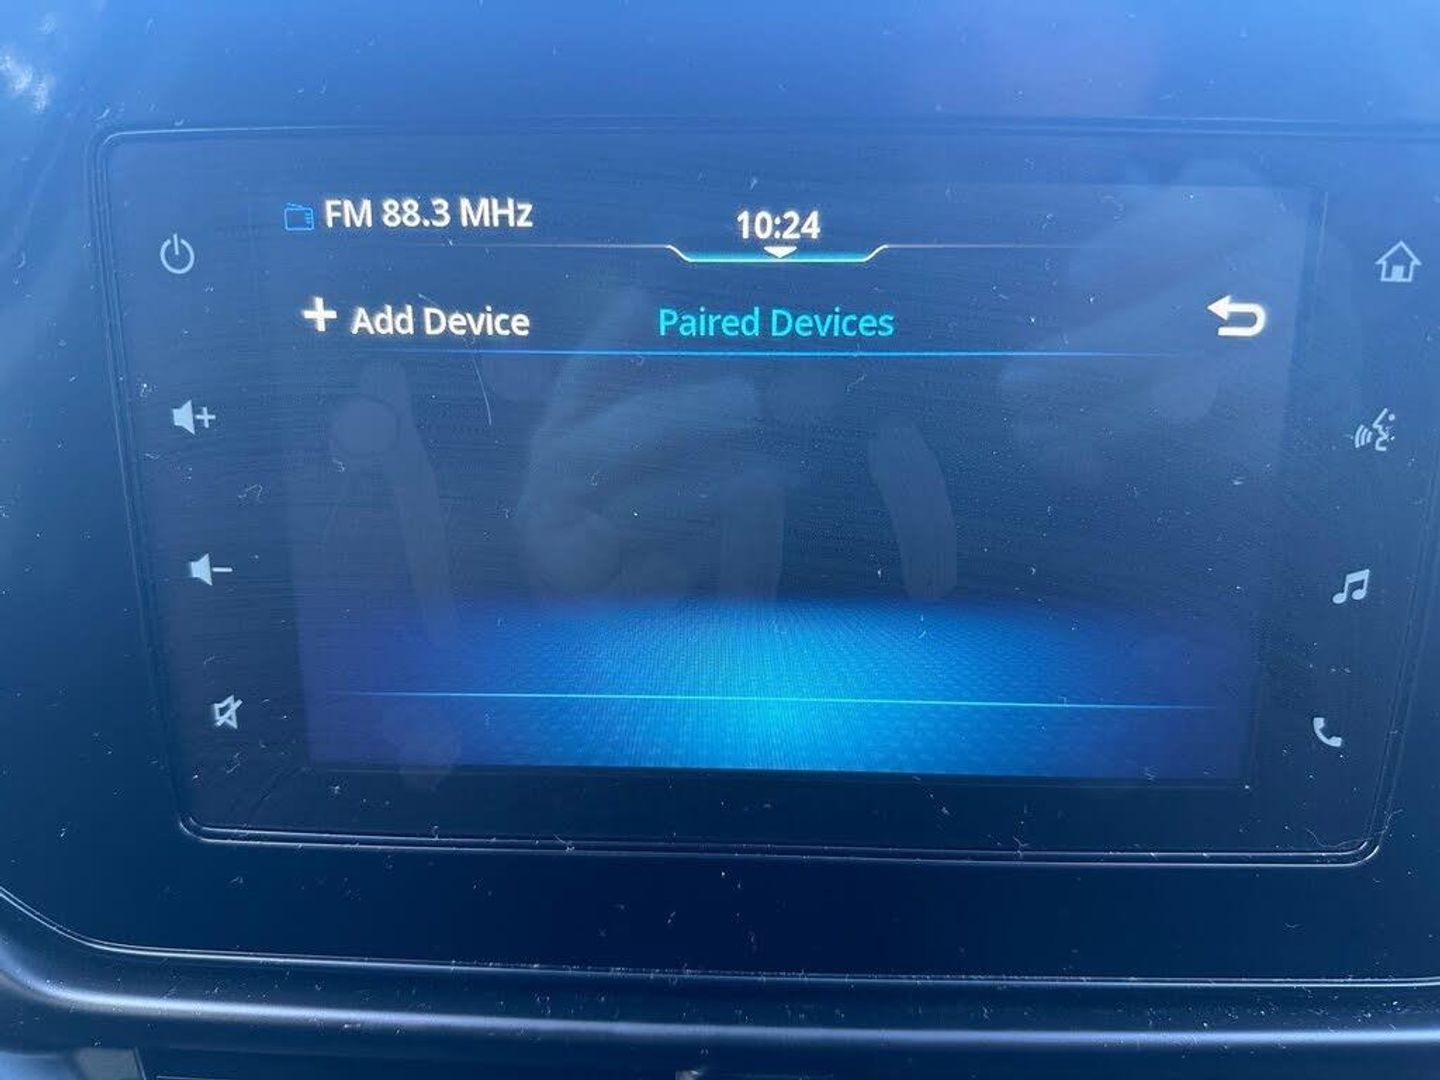 FM 88.3 MHz
10:24
+ Add Device
Paired Devices